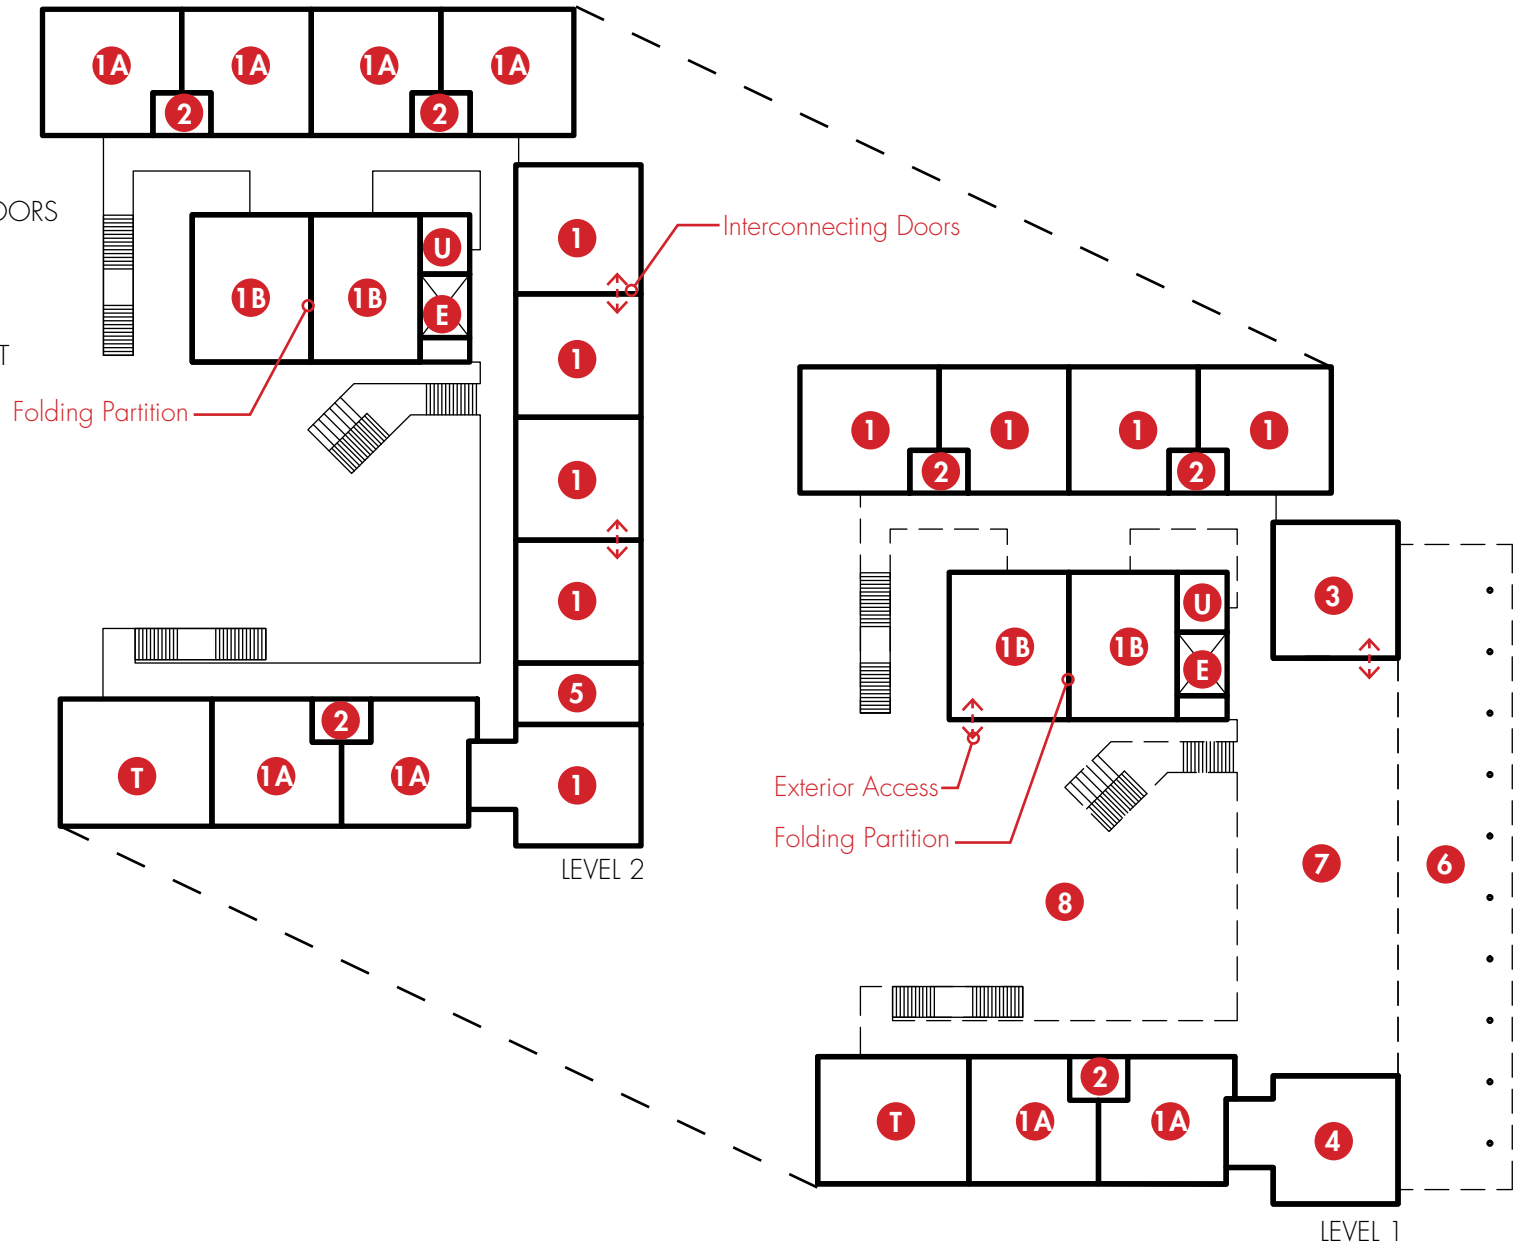 1A 1A 1A 1A
2 2
OORS
Interconnecting Doors
1
U
1B 1B
E
T
1
Folding Partition
1
1
5
2
T 1A 1A
1
LEVEL 2
1 1 1 1
2 2
3
U
1B 1B
E
Exterior Access
Folding Partition
7 6
8
2
T 1A 1A
4
LEVEL 1